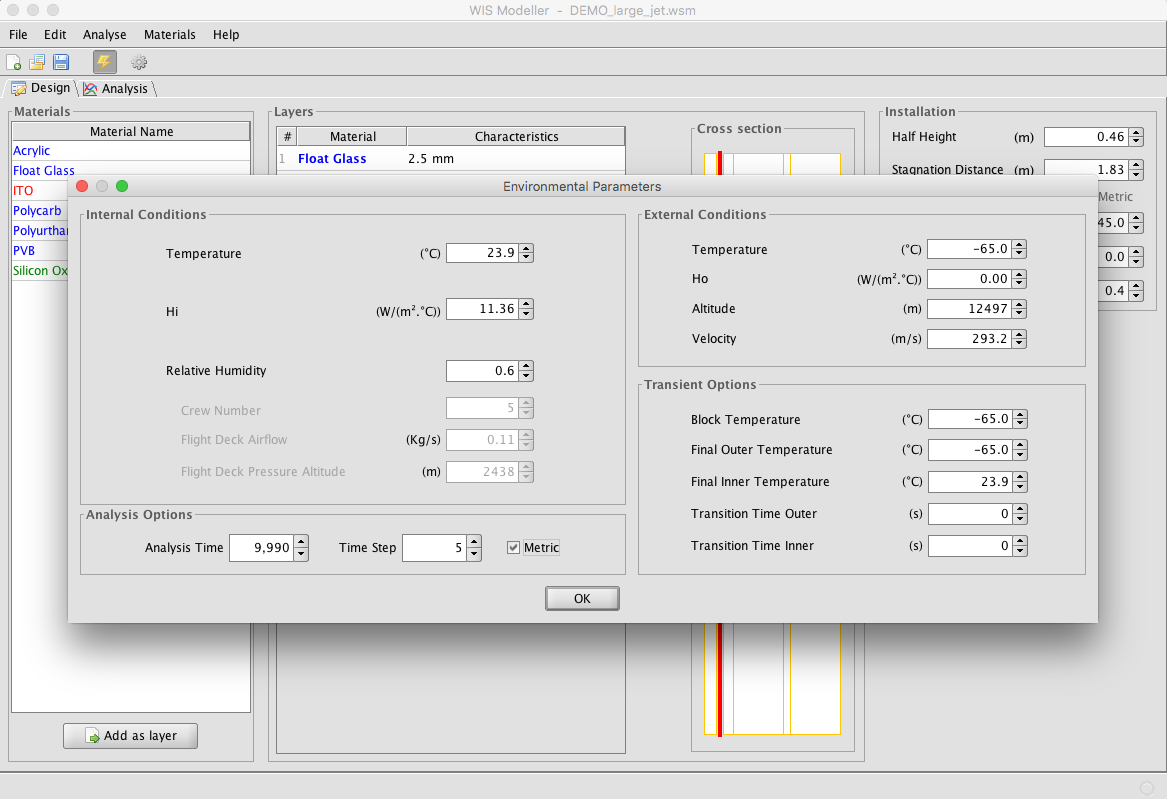 WIS Modeller - DEMO_large_jet.wsm
File Edit Analyse Materials Help
Design Analysis
Materials
Material Name
Acrylic
Float Glass
ITO
Polycarb
Polyurthan
PVB
Silicon Ox
Add as layer
Layers
# Material Characteristics
1 Float Glass 2.5 mm
Cross section
Installation
Half Height (m) 0.46
Stagnation Distance (m) 1.83
Metric
45.0
0.0
0.4
Environmental Parameters
Internal Conditions
Temperature (°C) 23.9
Hi (W/(m².°C)) 11.36
Relative Humidity 0.6
Crew Number 5
Flight Deck Airflow (Kg/s) 0.11
Flight Deck Pressure Altitude (m) 2438
Analysis Options
Analysis Time 9,990 Time Step 5 Metric
External Conditions
Temperature (°C) -65.0
Ho (W/(m².°C)) 0.00
Altitude (m) 12497
Velocity (m/s) 293.2
Transient Options
Block Temperature (°C) -65.0
Final Outer Temperature (°C) -65.0
Final Inner Temperature (°C) 23.9
Transition Time Outer (s) 0
Transition Time Inner (s) 0
OK